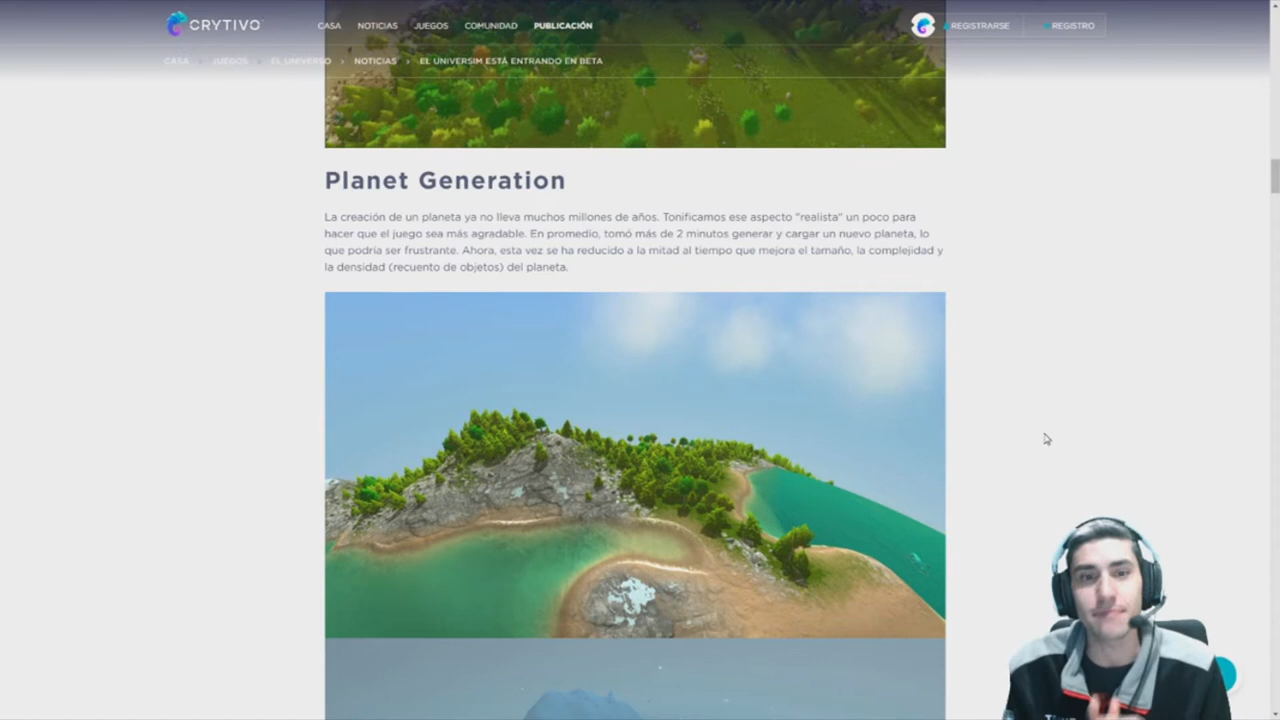 CRYTIVO
CASA NOTICIAS JUEGOS COMUNIDAD PUBLICACIÓN REGISTRARSE REGISTRO
CASA JUEGOS EL UNIVERSO > NOTICIAS > EL UNIVERSIM ESTÁ ENTRANDO EN BETA
Planet Generation
La creación de un planeta ya no lleva muchos millones de años. Tonificamos ese aspecto "realista" un poco para
hacer que el juego sea más agradable. En promedio, tomó más de 2 minutos generar y cargar un nuevo planeta, lo
que podría ser frustrante. Ahora, esta vez se ha reducido a la mitad al tiempo que mejora el tamaño, la complejidad y
la densidad (recuento de objetos) del planeta.